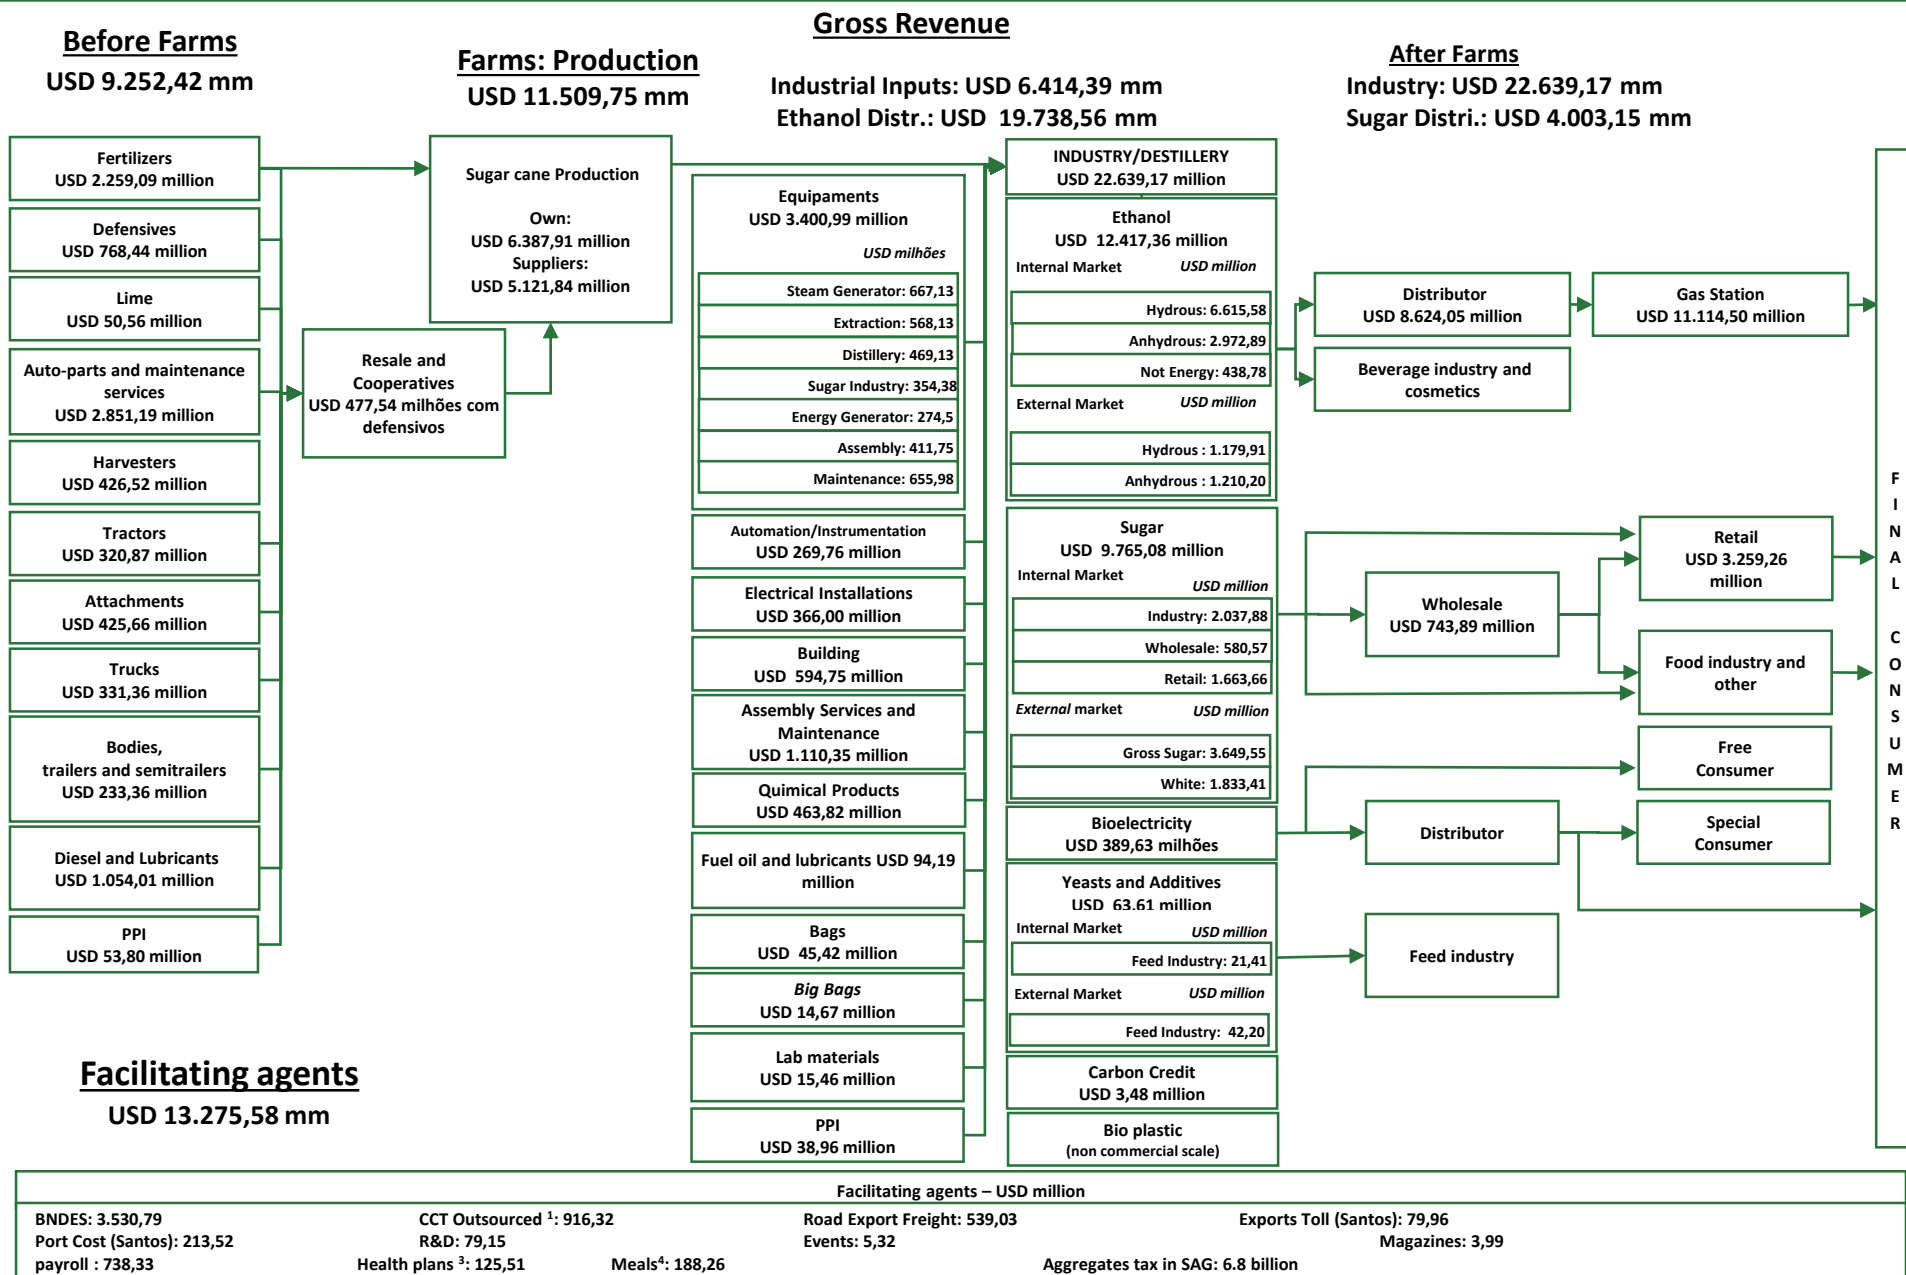 Gross Revenue
Before Farms
USD 9.252,42 mm
Farms: Production
USD 11.509,75 mm
Industrial Inputs: USD 6.414,39 mm
Ethanol Distr.: USD 19.738,56 mm
After Farms
Industry: USD 22.639,17 mm
Sugar Distri.: USD 4.003,15 mm
Fertilizers
USD 2.259,09 million
Defensives
USD 768,44 million
Lime
USD 50,56 million
Auto-parts and maintenance
services
USD 2.851,19 million
Harvesters
USD 426,52 million
Tractors
USD 320,87 million
Attachments
USD 425,66 million
Trucks
USD 331,36 million
Bodies,
trailers and semitrailers
USD 233,36 million
Diesel and Lubricants
USD 1.054,01 million
PPI
USD 53,80 million
Resale and
Cooperatives
USD 477,54 milhões com
defensivos
Sugar cane Production
Own:
USD 6.387,91 million
Suppliers:
USD 5.121,84 million
Equipaments
USD 3.400,99 million
USD milhões
Steam Generator: 667,13
Extraction: 568,13
Distillery: 469,13
Sugar Industry: 354,38
Energy Generator: 274,5
Assembly: 411,75
Maintenance: 655,98
Automation/Instrumentation
USD 269,76 million
Electrical Installations
USD 366,00 million
Building
USD 594,75 million
Assembly Services and
Maintenance
USD 1.110,35 million
Quimical Products
USD 463,82 million
Fuel oil and lubricants USD 94,19
million
Bags
USD 45,42 million
Big Bags
USD 14,67 million
Lab materials
USD 15,46 million
PPI
USD 38,96 million
INDUSTRY/DESTILLERY
USD 22.639,17 million
Ethanol
USD 12.417,36 million
Internal Market USD million
Hydrous: 6.615,58
Anhydrous: 2.972,89
Not Energy: 438,78
External Market USD million
Hydrous : 1.179,91
Anhydrous : 1.210,20
Sugar
USD 9.765,08 million
Internal Market
USD million
Industry: 2.037,88
Wholesale: 580,57
Retail: 1.663,66
External market USD million
Gross Sugar: 3.649,55
White: 1.833,41
Bioelectricity
USD 389,63 milhões
Yeasts and Additives
USD 63,61 million
Internal Market USD million
Feed Industry: 21,41
External Market USD million
Feed Industry: 42,20
Carbon Credit
USD 3,48 million
Bio plastic
(non commercial scale)
Distributor
USD 8.624,05 million
Gas Station
USD 11.114,50 million
Beverage industry and
cosmetics
Wholesale
USD 743,89 million
Retail
USD 3.259,26
million
Food industry and
other
Free
Consumer
Distributor
Special
Consumer
Feed industry
F
I
N
A
L
C
O
N
S
U
M
E
R
Facilitating agents
USD 13.275,58 mm
Facilitating agents – USD million
BNDES: 3.530,79 CCT Outsourced ¹: 916,32 Road Export Freight: 539,03 Exports Toll (Santos): 79,96
Port Cost (Santos): 213,52 R&D: 79,15 Events: 5,32 Magazines: 3,99
payroll : 738,33 Health plans ³: 125,51 Meals⁴: 188,26 Aggregates tax in SAG: 6.8 billion